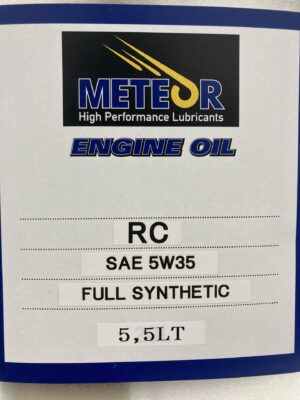 METEOR
High Performance Lubricants
ENGINE OIL
RC
SAE 5W35
FULL SYNTHETIC
5,5LT